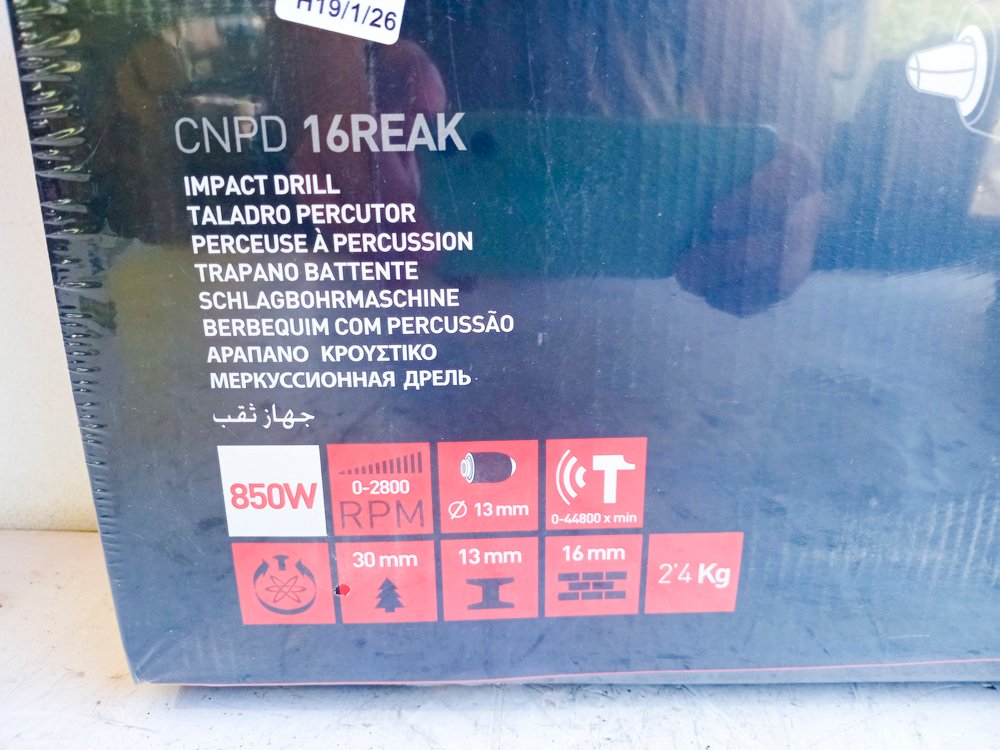 H19/1/26
CNPD 16REAK
IMPACT DRILL
TALADRO PERCUTOR
PERCEUSE À PERCUSSION
TRAPANO BATTENTE
SCHLAGBOHRMASCHINE
BERBEQUIM COM PERCUSSÃO
ΑΡΑΠΑΝΟ ΚΡΟΥΣΤΙΚΟ
МЕРКУССИОННАЯ ДРЕЛЬ
جهاز ثقب
850W
0-2800
RPM
Ø 13 mm
0-44800 x min
30 mm
13 mm
16 mm
2'4 Kg